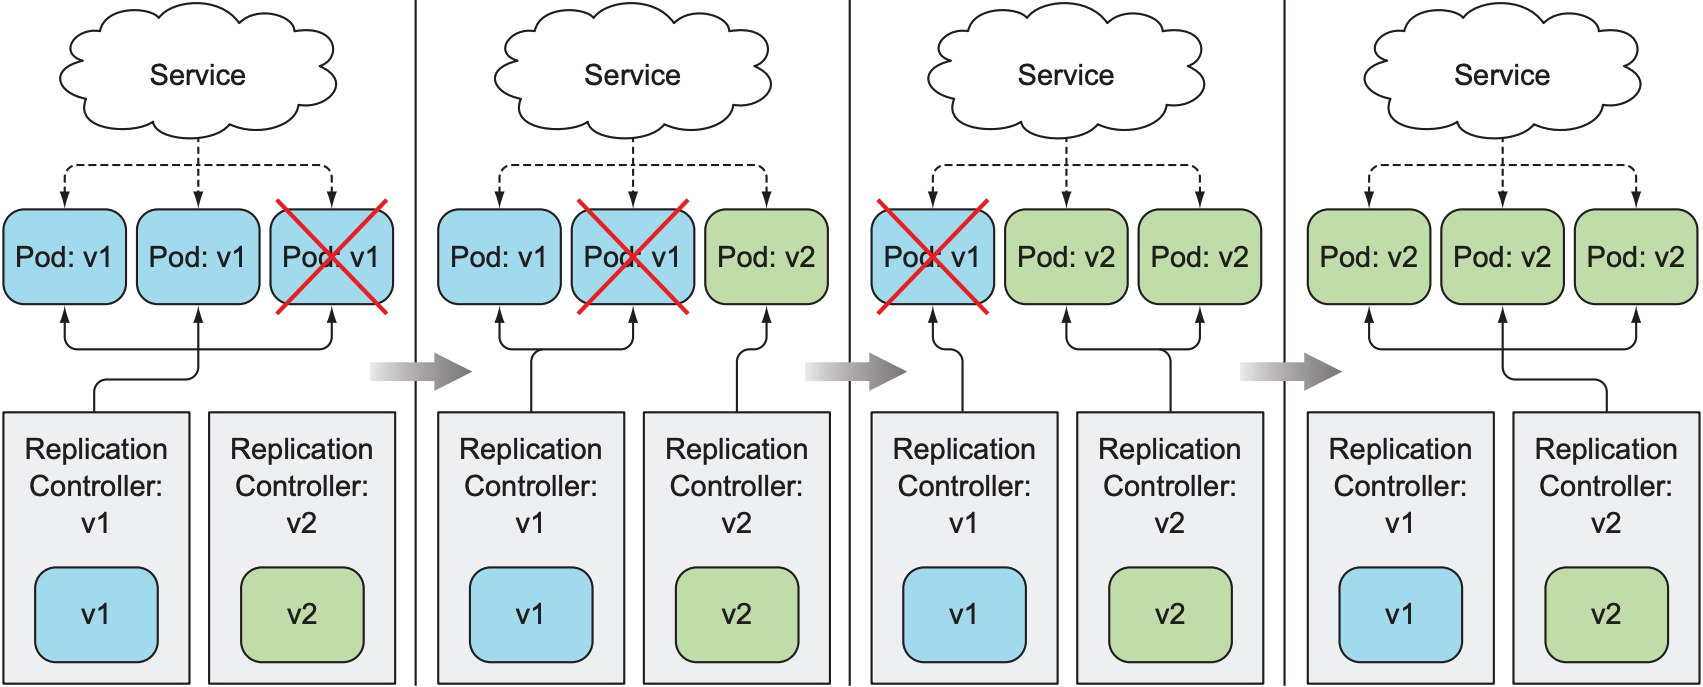 Service
Pod: v1
Pod: v1
Pod: v1
Replication
Controller:
v1
v1
Replication
Controller:
v2
v2
Service
Pod: v1
Pod: v1
Pod: v2
Replication
Controller:
v1
v1
Replication
Controller:
v2
v2
Service
Pod: v1
Pod: v2
Pod: v2
Replication
Controller:
v1
v1
Replication
Controller:
v2
v2
Service
Pod: v2
Pod: v2
Pod: v2
Replication
Controller:
v1
v1
Replication
Controller:
v2
v2